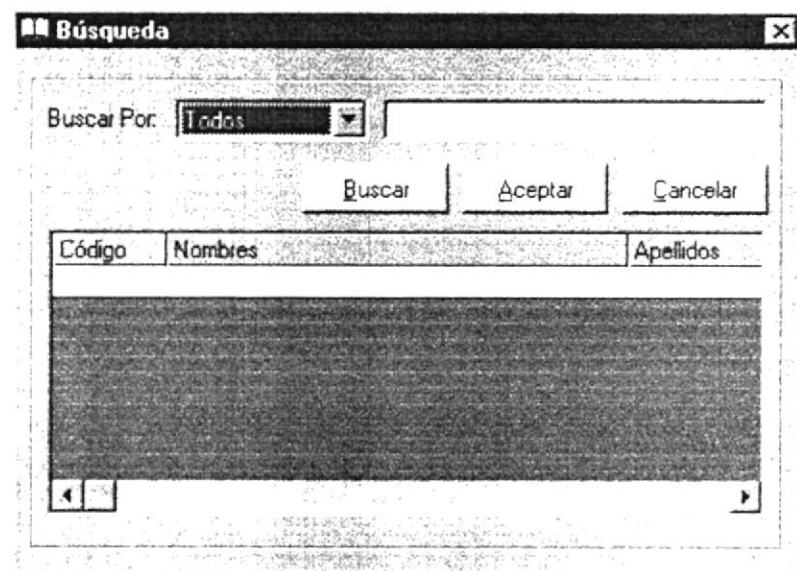 Búsqueda
Buscar Por: Todos
Buscar Aceptar Cancelar
Código Nombres Apellidos